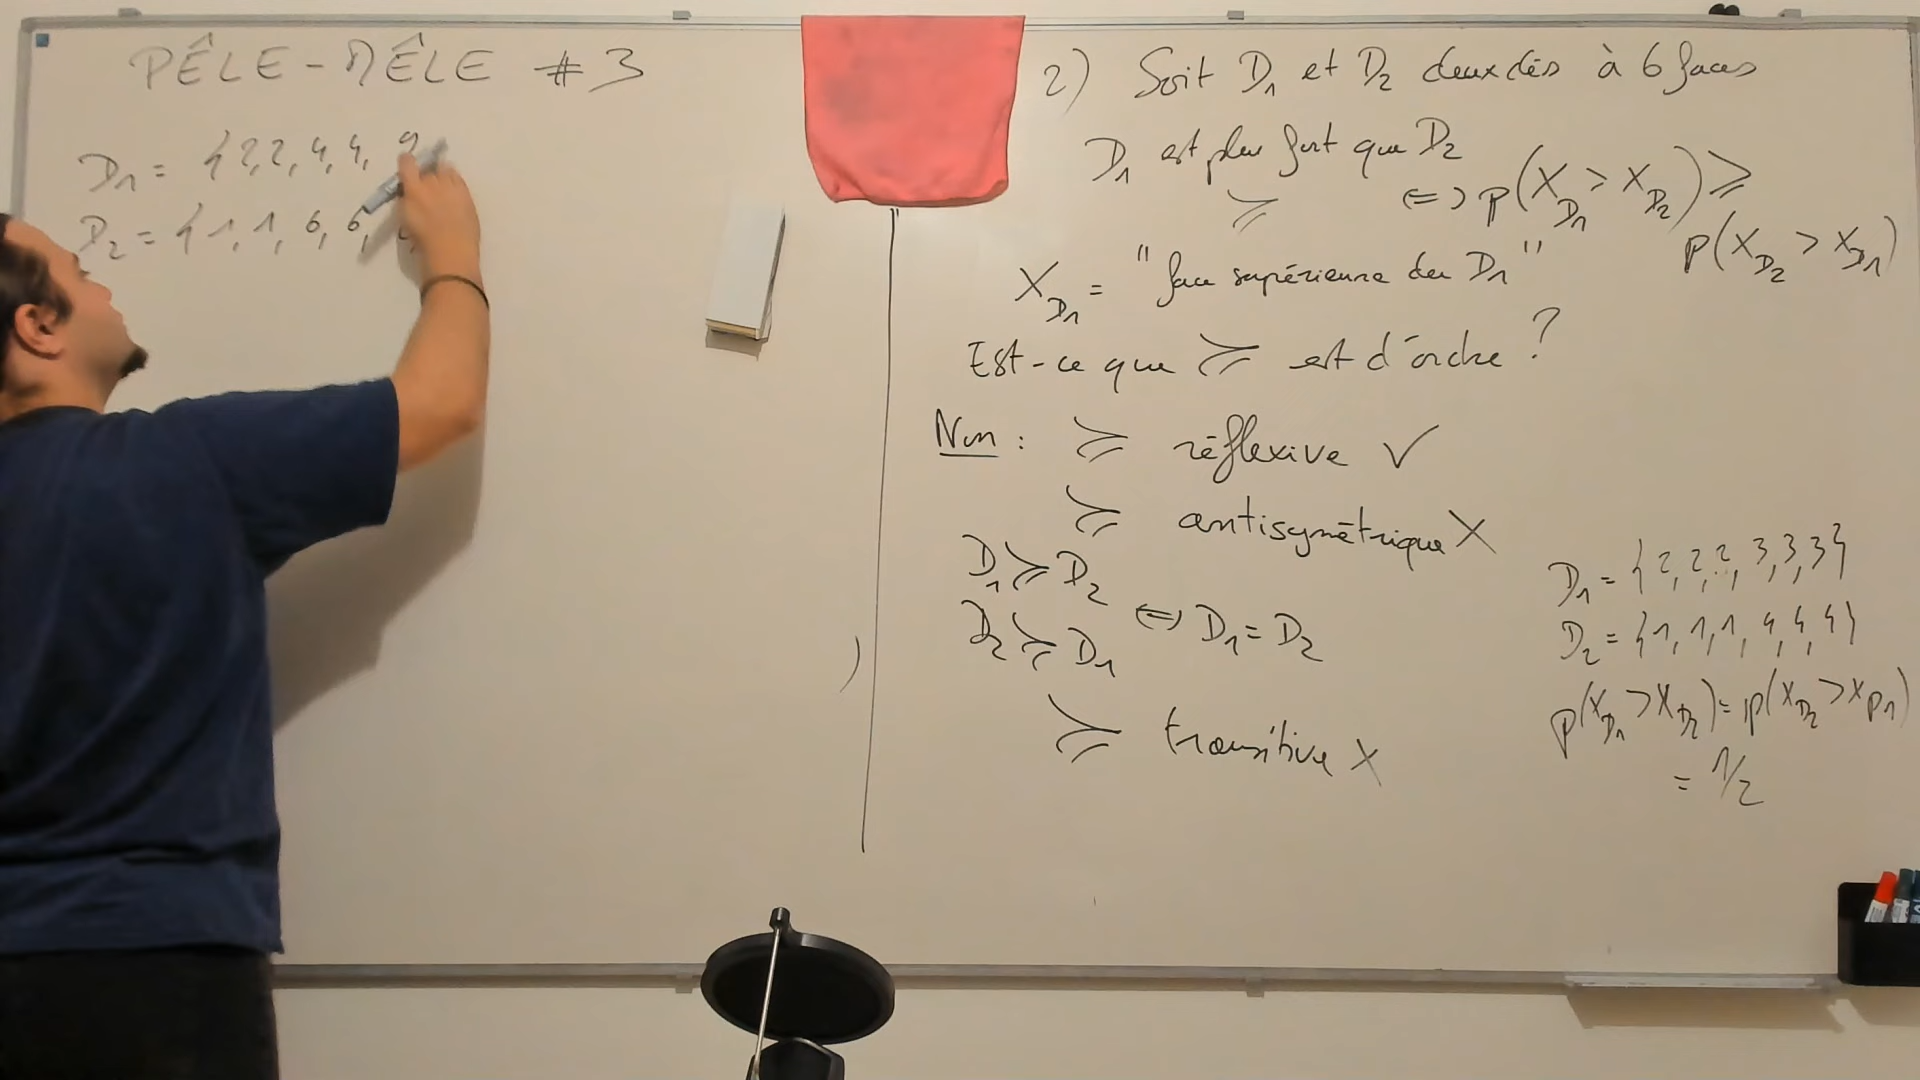 PÊLE-MÊLE #3
D₁ = {2,2,4,4,9
D₂ = {1,1,6,6,
2) Soit D₁ et D₂ deux dés à 6 faces
D₁ est plus fort que D₂
≽ <=> P(X_D₁ > X_D₂) ≥
P(X_D₂ > X_D₁)
X_D₁ = "face supérieure du D₁"
Est-ce que ≽ est d'ordre ?
Non : ≽ réflexive ✓
≽ antisymétrique X
D₁ ≽ D₂
D₂ ≽ D₁ <=> D₁ = D₂
≽ transitive X
D₁ = {2,2,2,3,3,3}
D₂ = {1,1,1,4,4,4}
P(X_D₁ > X_D₂) = P(X_D₂ > X_D₁)
= 1/2